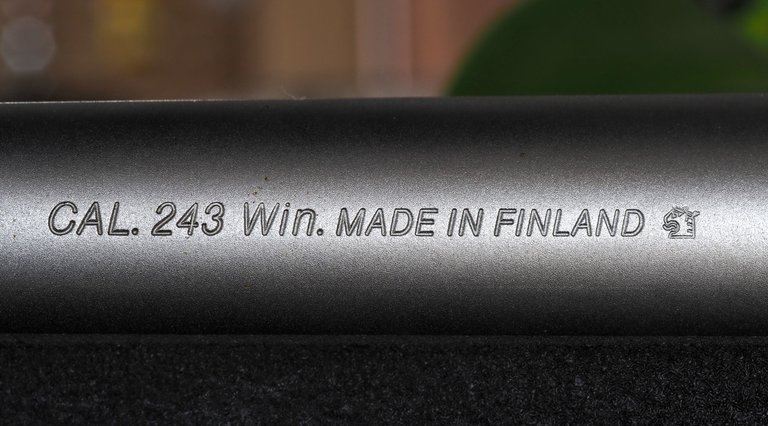 CAL. 243 Win. MADE IN FINLAND